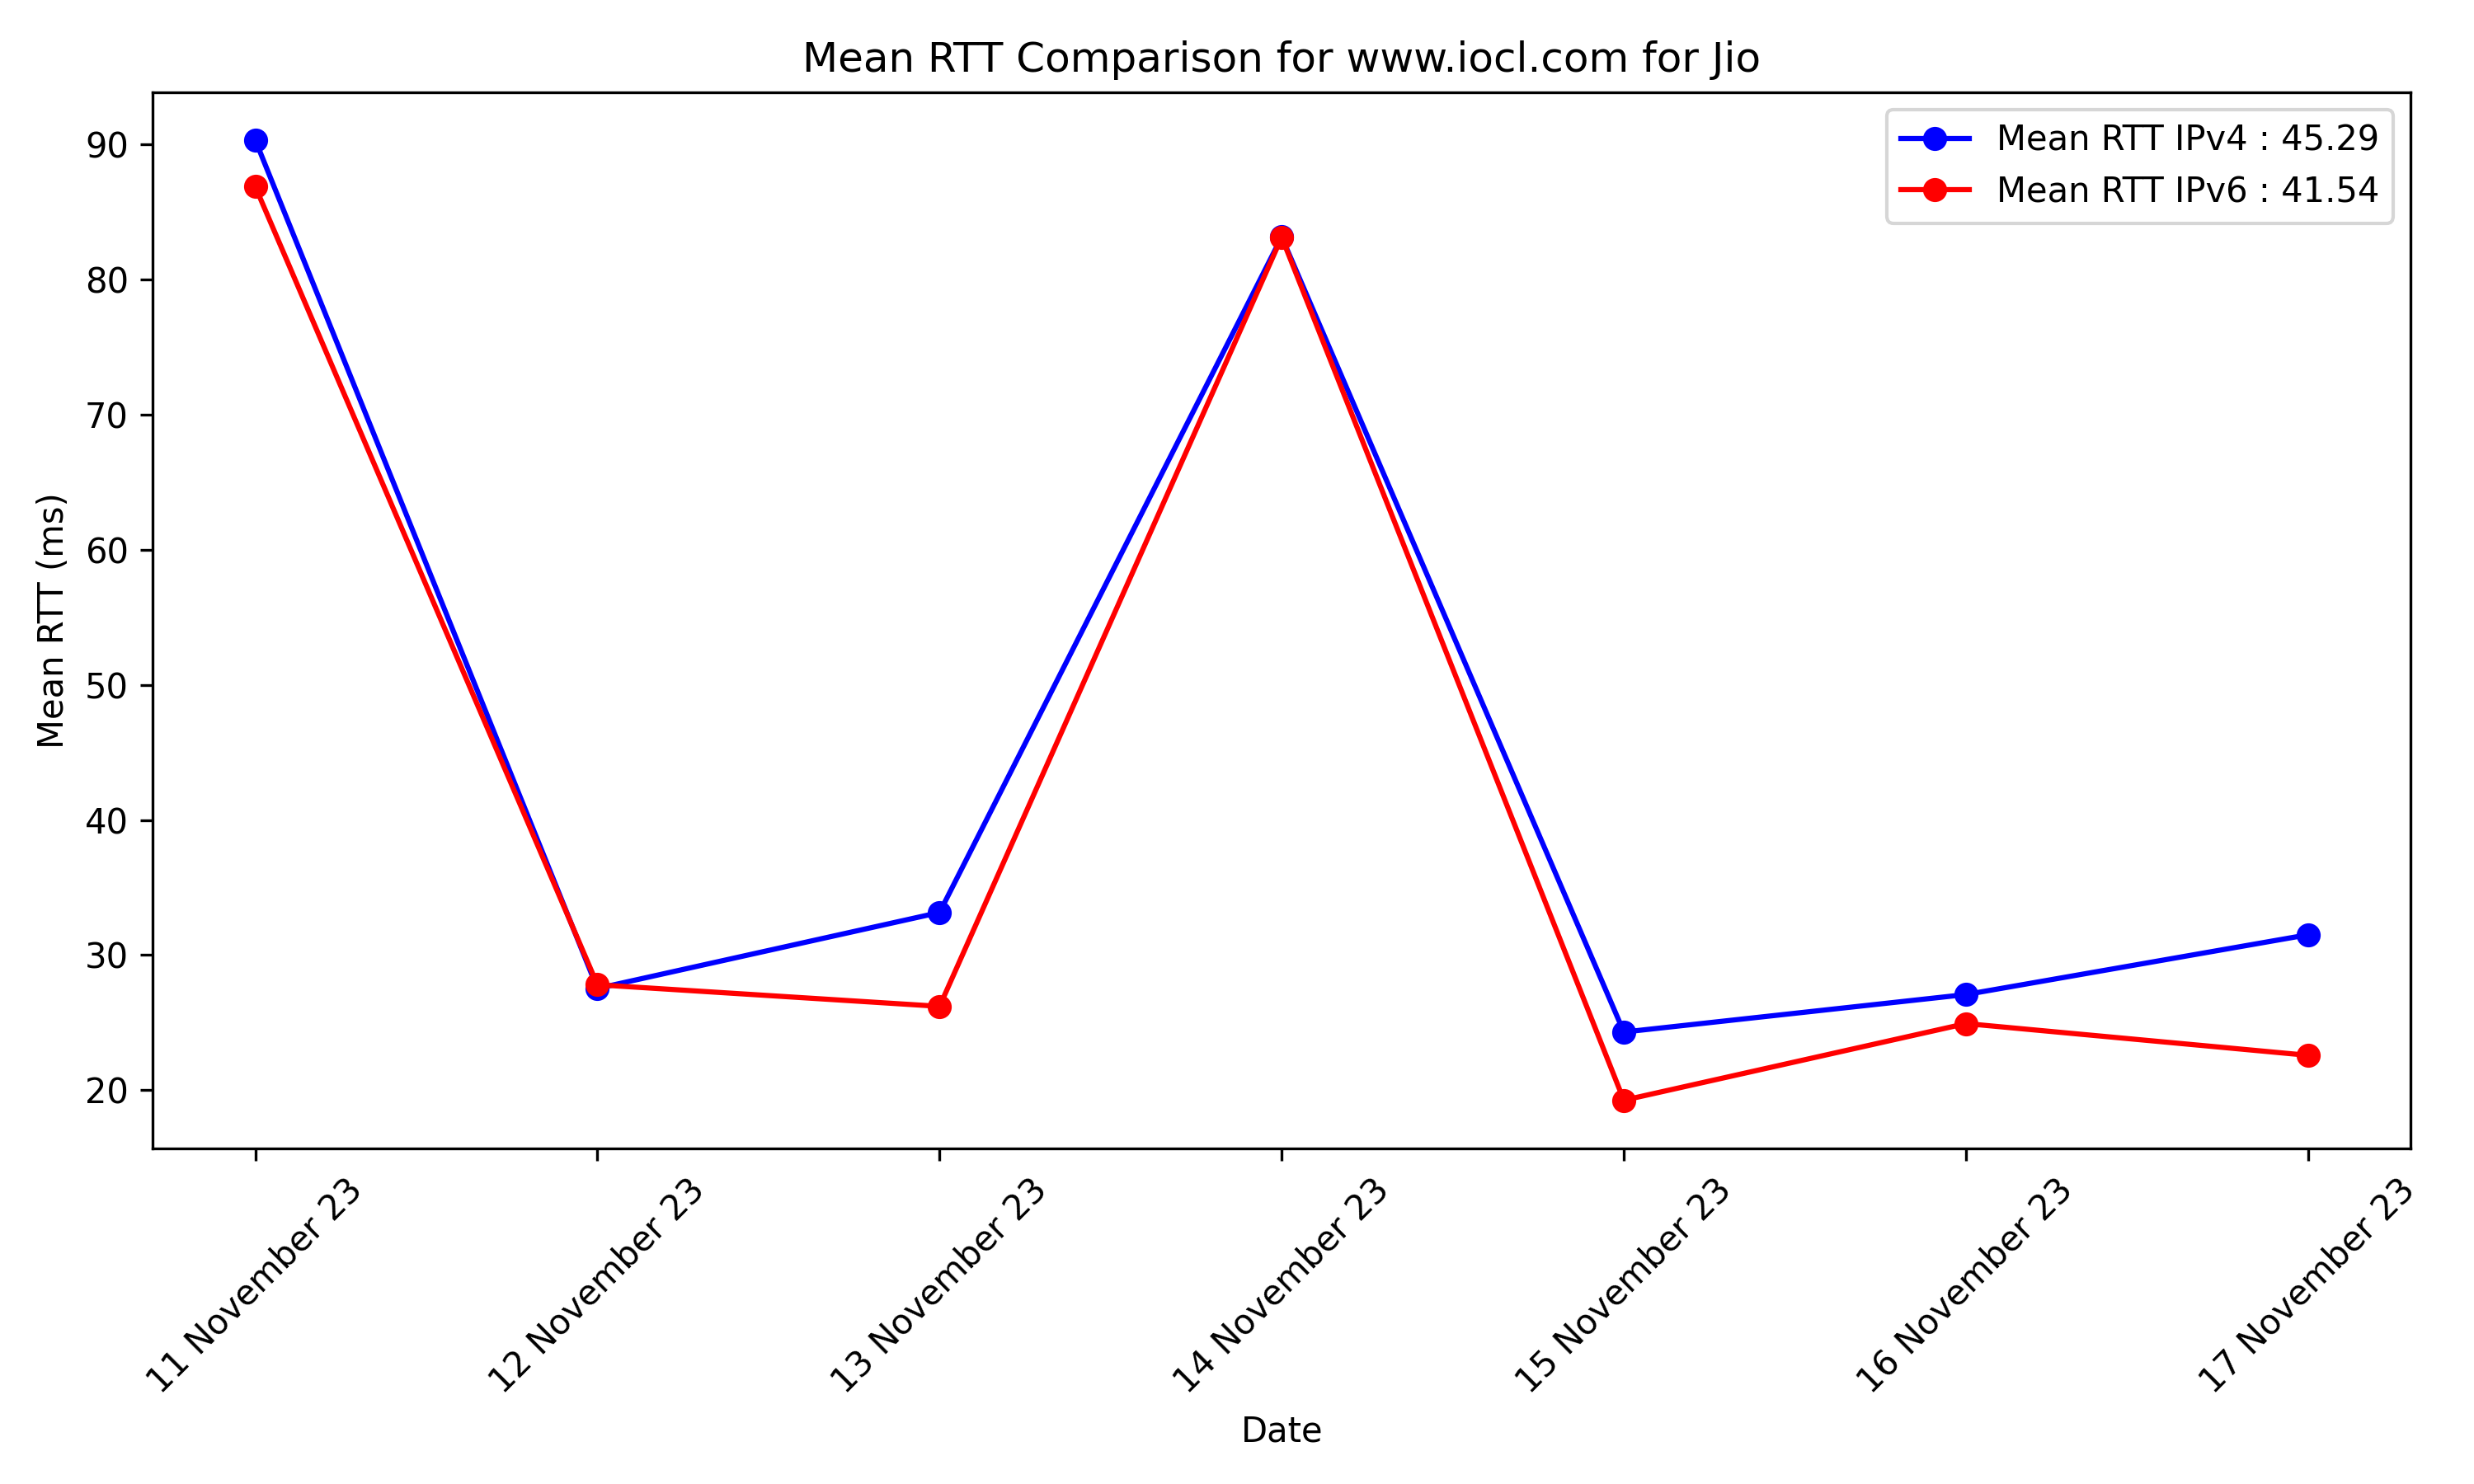 Mean RTT Comparison for www.iocl.com for Jio
Mean RTT IPv4 : 45.29
Mean RTT IPv6 : 41.54
Mean RTT (ms)
90
80
70
60
50
40
30
20
11 November 23
12 November 23
13 November 23
14 November 23
15 November 23
16 November 23
17 November 23
Date